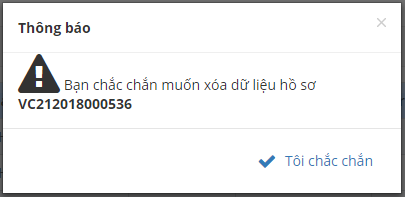 Thông báo
Bạn chắc chắn muốn xóa dữ liệu hồ sơ
VC212018000536
Tôi chắc chắn